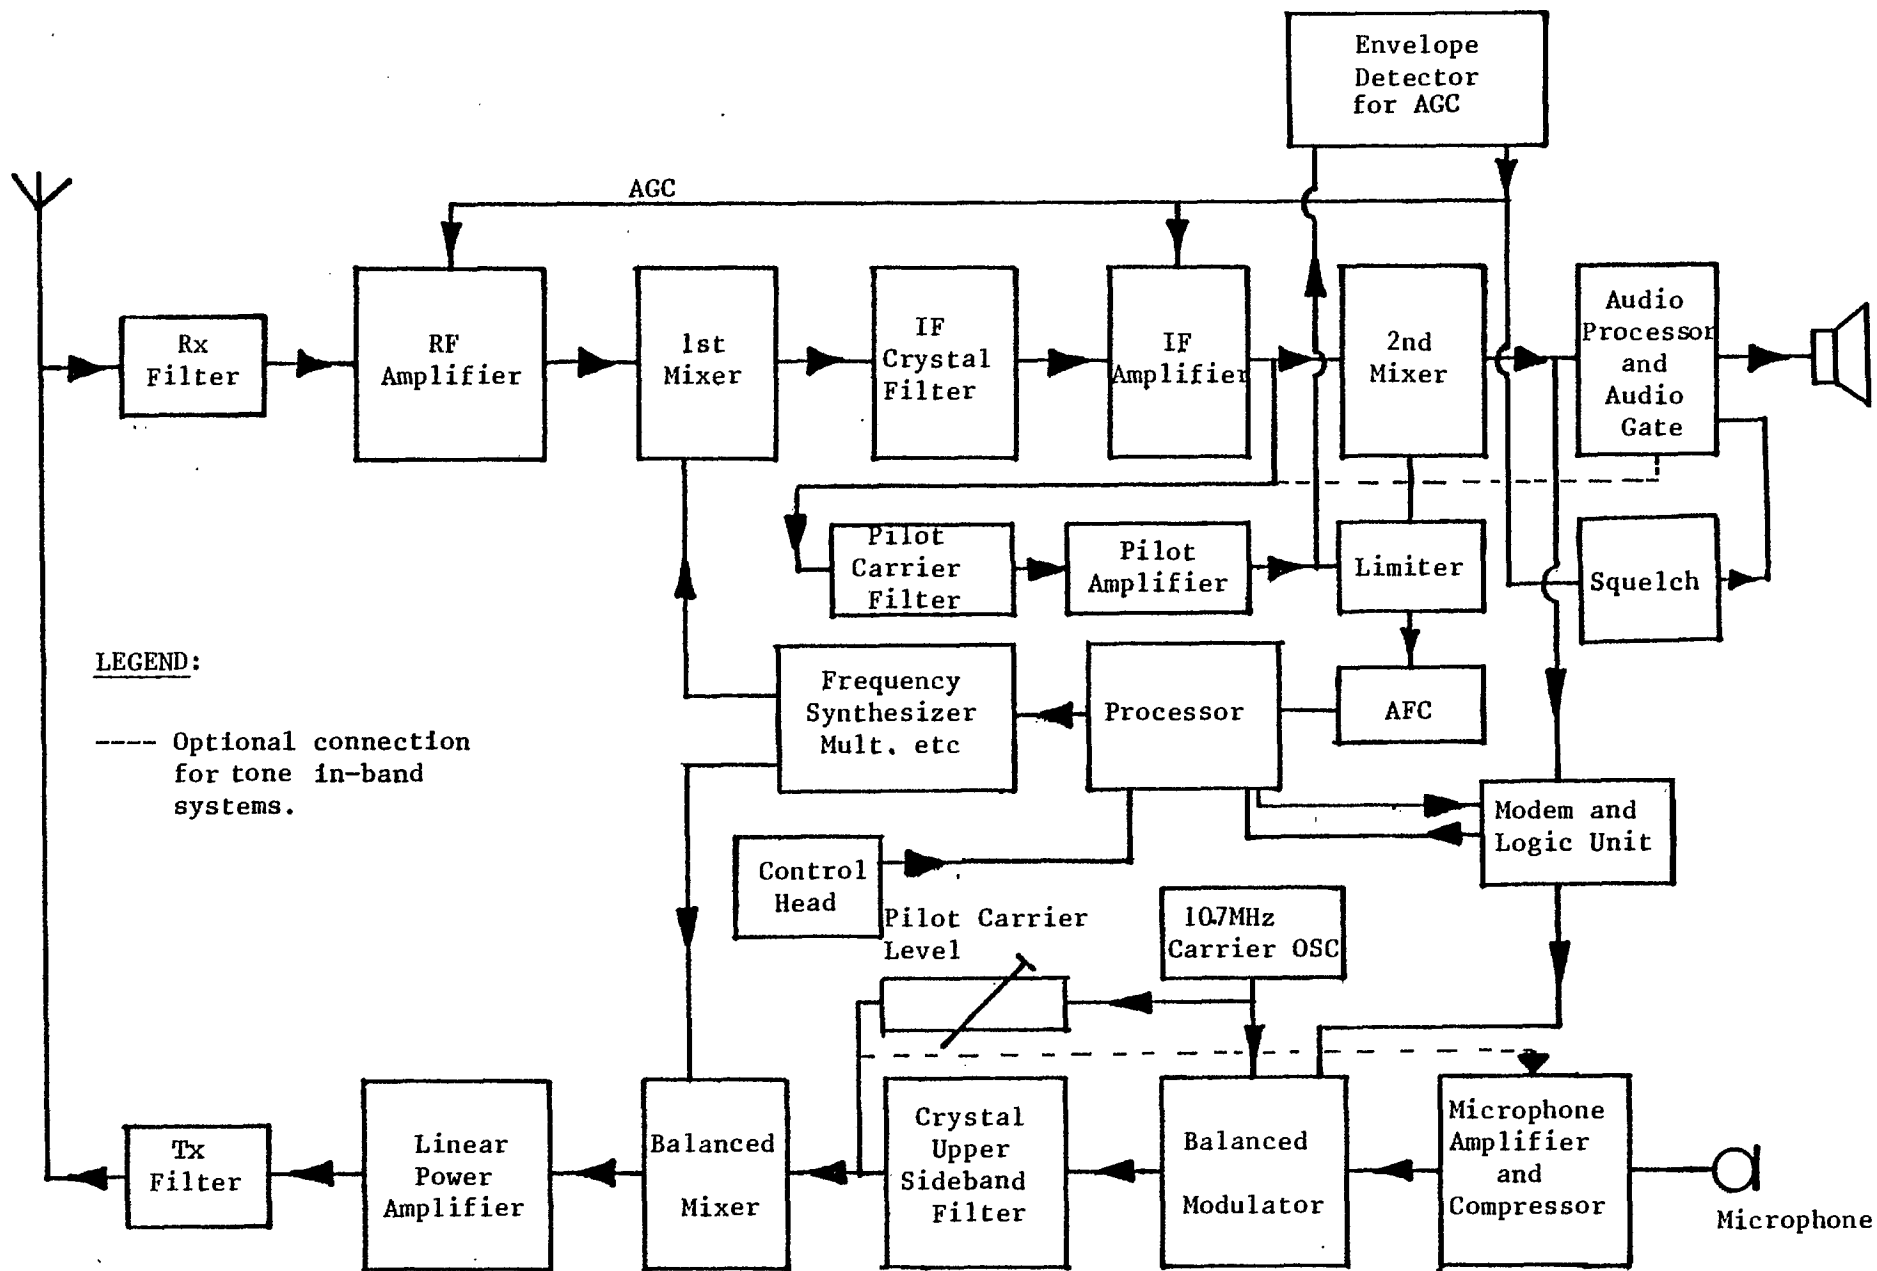 Envelope
Detector
for AGC
AGC
Rx
Filter
RF
Amplifier
1st
Mixer
IF
Crystal
Filter
IF
Amplifier
2nd
Mixer
Audio
Processor
and
Audio
Gate
Pilot
Carrier
Filter
Pilot
Amplifier
Limiter
Squelch
LEGEND:
---- Optional connection
for tone in-band
systems.
Frequency
Synthesizer
Mult. etc
Processor
AFC
Modem and
Logic Unit
Control
Head
Pilot Carrier
Level
10.7MHz
Carrier OSC
Tx
Filter
Linear
Power
Amplifier
Balanced
Mixer
Crystal
Upper
Sideband
Filter
Balanced
Modulator
Microphone
Amplifier
and
Compressor
Microphone